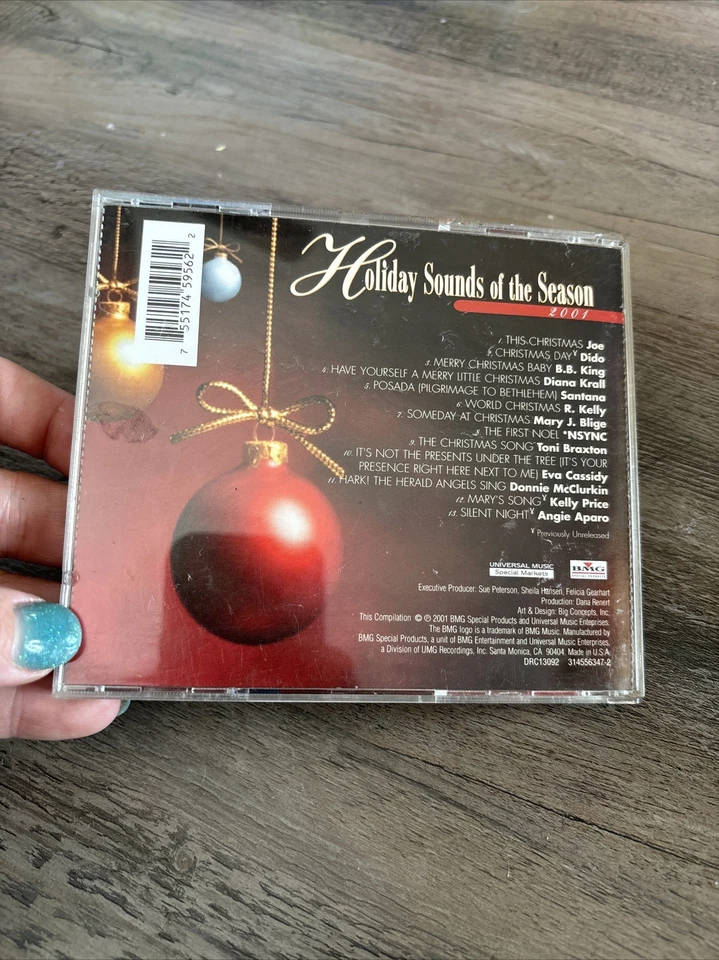 7 55174 59562 2
Holiday Sounds of the Season
2001
1. THIS CHRISTMAS Joe
2. CHRISTMAS DAY¥ Dido
3. MERRY CHRISTMAS BABY B.B. King
4. HAVE YOURSELF A MERRY LITTLE CHRISTMAS Diana Krall
5. POSADA (PILGRIMAGE TO BETHLEHEM) Santana
6. WORLD CHRISTMAS R. Kelly
7. SOMEDAY AT CHRISTMAS Mary J. Blige
8. THE FIRST NOEL *NSYNC
9. THE CHRISTMAS SONG Toni Braxton
10. IT'S NOT THE PRESENTS UNDER THE TREE (IT'S YOUR
PRESENCE RIGHT HERE NEXT TO ME) Eva Cassidy
11. HARK! THE HERALD ANGELS SING Donnie McClurkin
12. MARY'S SONG¥ Kelly Price
13. SILENT NIGHT¥ Angie Aparo
¥ Previously Unreleased
UNIVERSAL MUSIC
Special Markets
BMG
SPECIAL PRODUCTS
Executive Producer: Sue Peterson, Sheila Hansen, Felicia Gearhart
Production: Dana Renert
Art & Design: Big Concepts, Inc.
This Compilation © ℗ 2001 BMG Special Products and Universal Music Enteprises.
The BMG logo is a trademark of BMG Music. Manufactured by
BMG Special Products, a unit of BMG Entertainment and Universal Music Enterprises,
a Division of UMG Recordings, Inc. Santa Monica, CA 90404. Made in U.S.A.
DRC13092 314556347-2